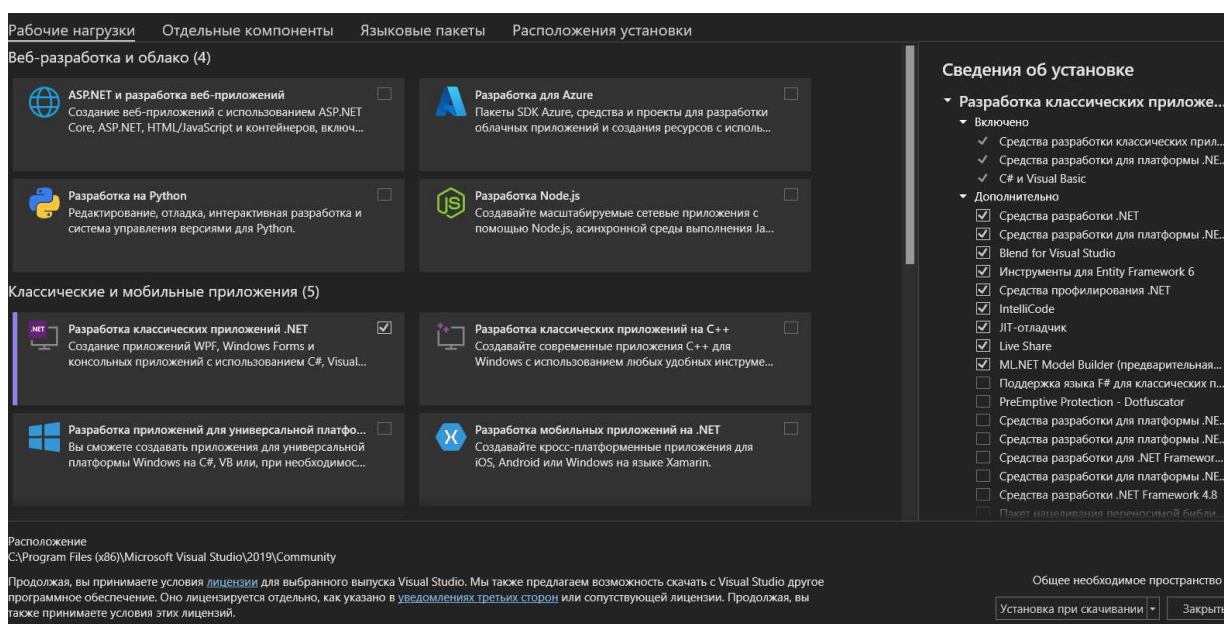 Рабочие нагрузки Отдельные компоненты Языковые пакеты Расположения установки
Веб-разработка и облако (4)
ASP.NET и разработка веб-приложений
Создание веб-приложений с использованием ASP.NET
Core, ASP.NET, HTML/JavaScript и контейнеров, включ...
Разработка для Azure
Пакеты SDK Azure, средства и проекты для разработки
облачных приложений и создания ресурсов с исполь...
Разработка на Python
Редактирование, отладка, интерактивная разработка и
система управления версиями для Python.
Разработка Node.js
Создавайте масштабируемые сетевые приложения с
помощью Node.js, асинхронной среды выполнения Ja...
Классические и мобильные приложения (5)
.NET
Разработка классических приложений .NET
Создание приложений WPF, Windows Forms и
консольных приложений с использованием C#, Visual...
Разработка классических приложений на C++
Создавайте современные приложения C++ для
Windows с использованием любых удобных инструме...
Разработка приложений для универсальной платфо...
Вы сможете создавать приложения для универсальной
платформы Windows на C#, VB или, при необходимос...
Разработка мобильных приложений на .NET
Создавайте кросс-платформенные приложения для
iOS, Android или Windows на языке Xamarin.
Сведения об установке
Разработка классических приложе...
Включено
Средства разработки классических прил...
Средства разработки для платформы .NE...
C# и Visual Basic
Дополнительно
Средства разработки .NET
Средства разработки для платформы .NE...
Blend for Visual Studio
Инструменты для Entity Framework 6
Средства профилирования .NET
IntelliCode
JIT-отладчик
Live Share
ML.NET Model Builder (предварительная...
Поддержка языка F# для классических п...
PreEmptive Protection - Dotfuscator
Средства разработки для платформы .NE...
Средства разработки для платформы .NE...
Средства разработки для .NET Framewor...
Средства разработки для платформы .NE...
Средства разработки .NET Framework 4.8
Пакет нацеливания переносимой библи...
Расположение
C:\Program Files (x86)\Microsoft Visual Studio\2019\Community
Продолжая, вы принимаете условия лицензии для выбранного выпуска Visual Studio. Мы также предлагаем возможность скачать с Visual Studio другое
программное обеспечение. Оно лицензируется отдельно, как указано в уведомлениях третьих сторон или сопутствующей лицензии. Продолжая, вы
также принимаете условия этих лицензий.
Общее необходимое пространство
Установка при скачивании Закрыть